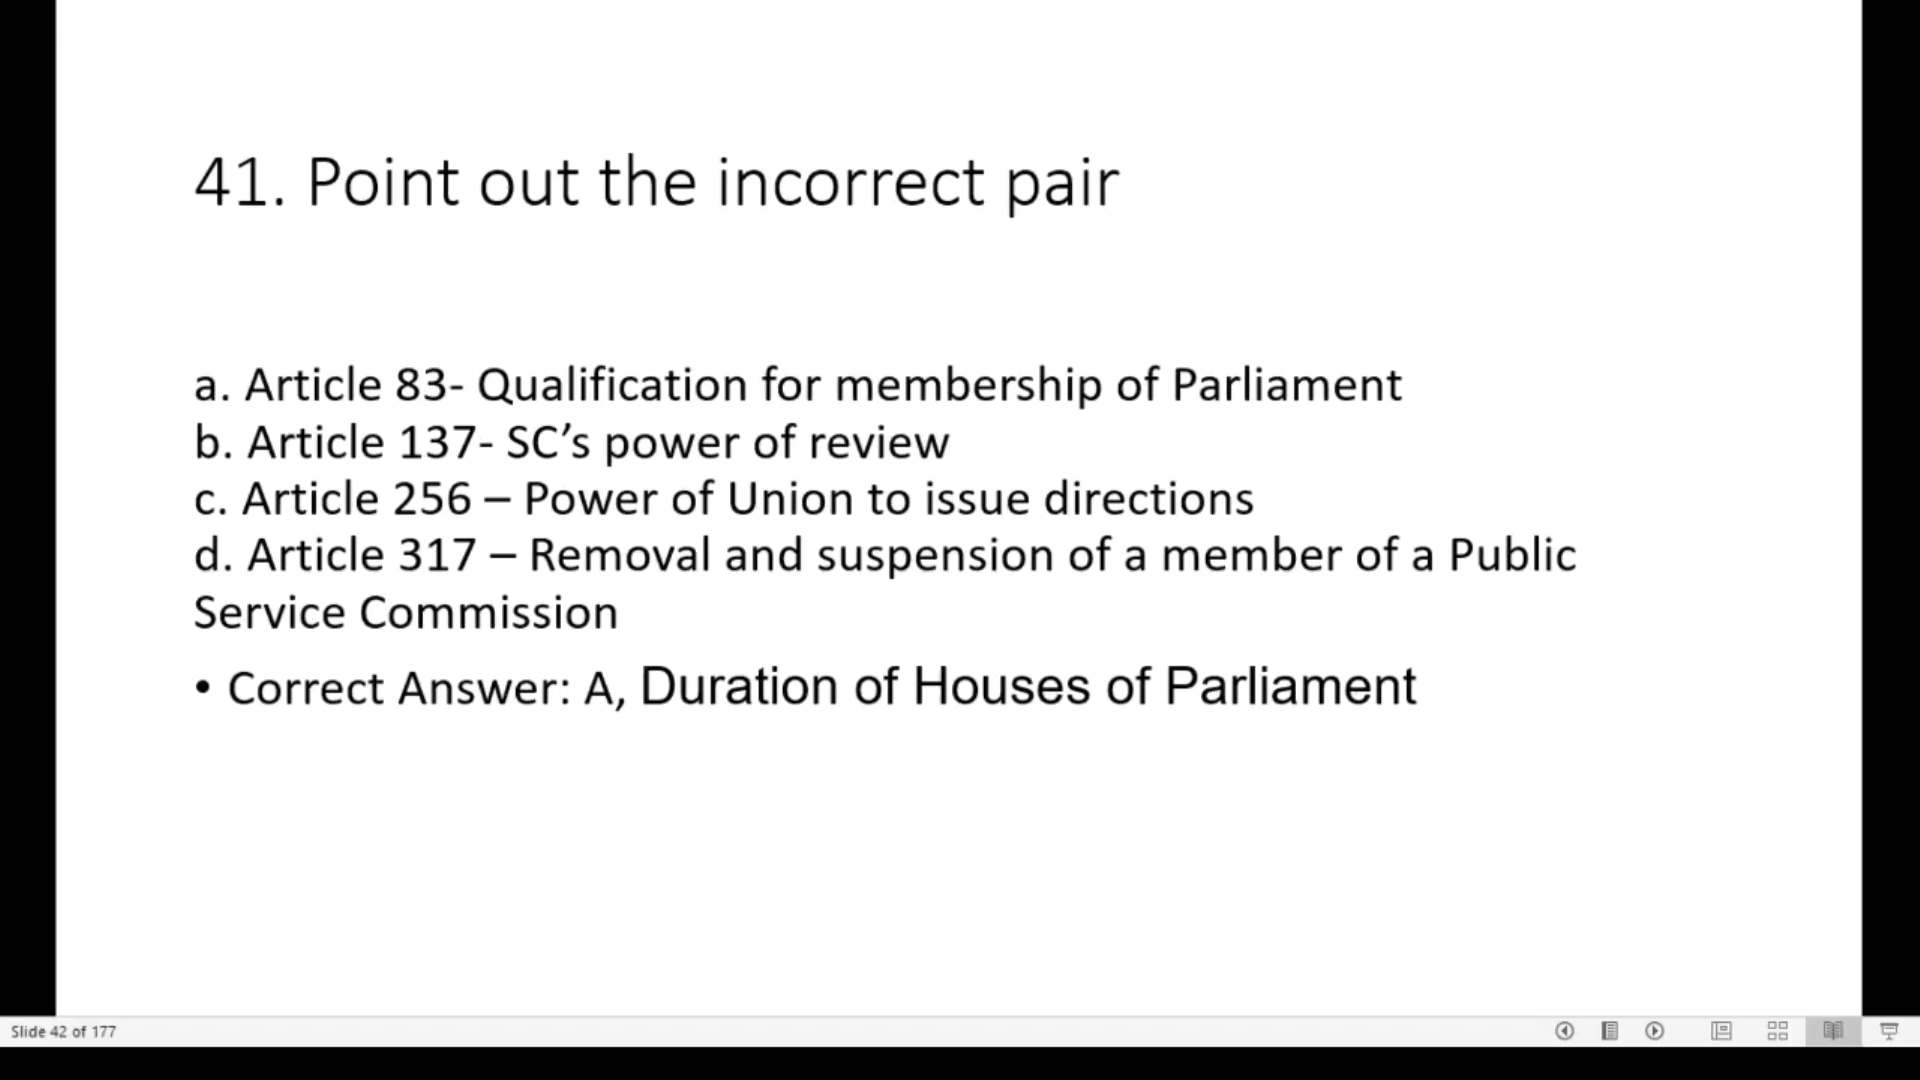 41. Point out the incorrect pair
a. Article 83- Qualification for membership of Parliament
b. Article 137- SC’s power of review
c. Article 256 – Power of Union to issue directions
d. Article 317 – Removal and suspension of a member of a Public
Service Commission
• Correct Answer: A, Duration of Houses of Parliament
Slide 42 of 177